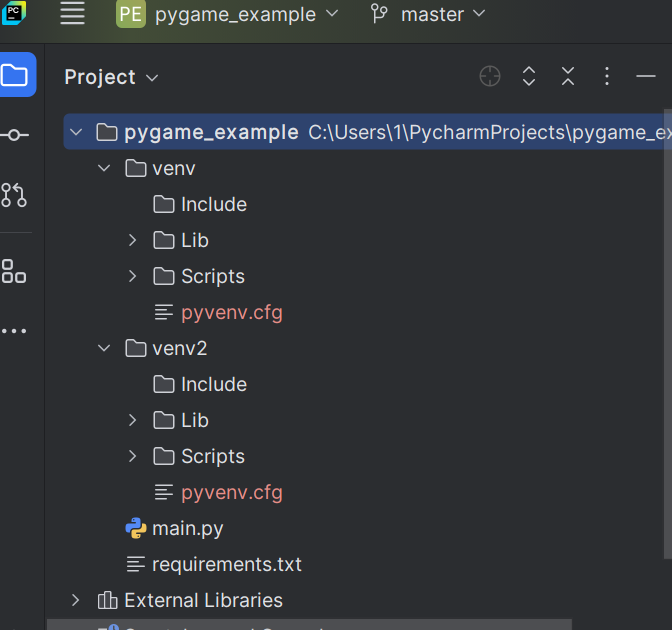 PC
PE pygame_example master
Project
pygame_example C:\Users\1\PycharmProjects\pygame_ex
venv
Include
Lib
Scripts
pyvenv.cfg
venv2
Include
Lib
Scripts
pyvenv.cfg
main.py
requirements.txt
External Libraries